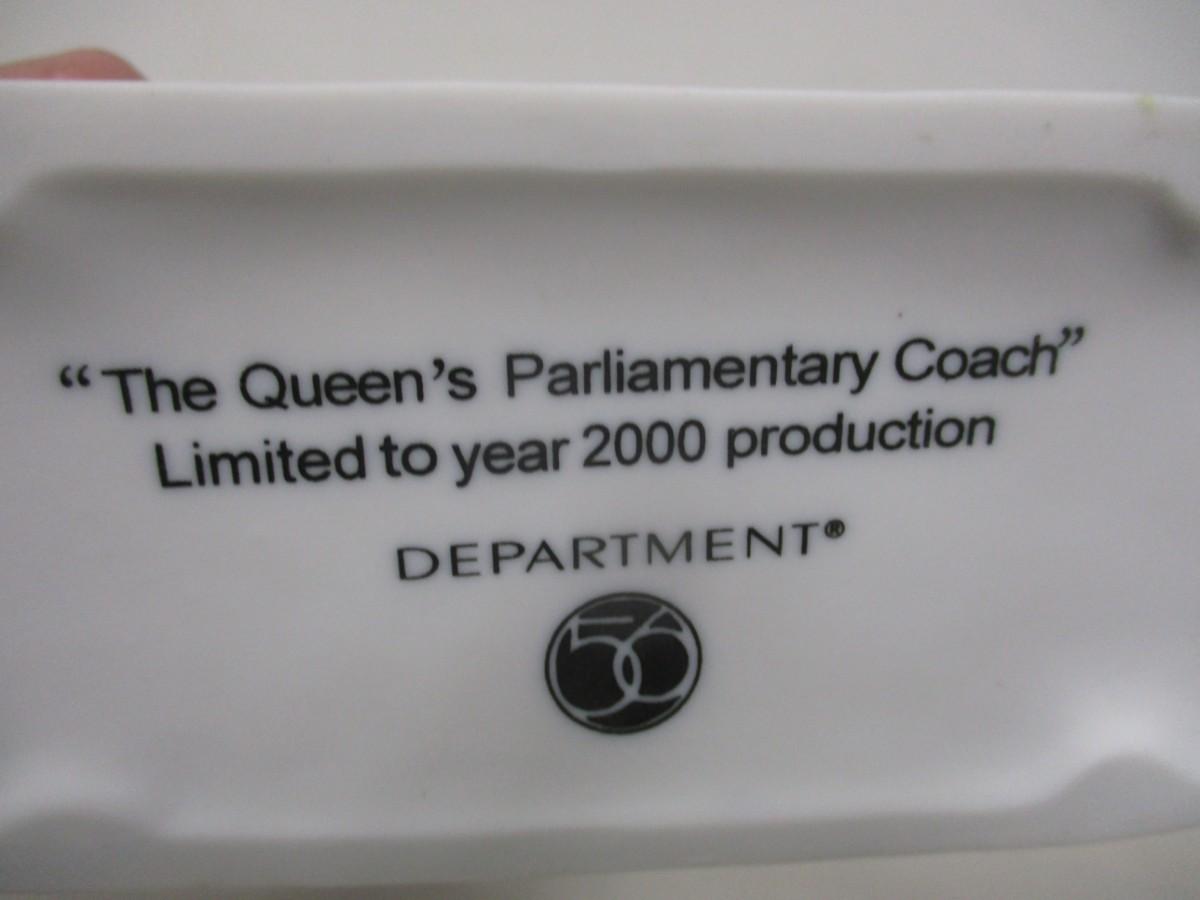 “The Queen’s Parliamentary Coach”
Limited to year 2000 production
DEPARTMENT®
56